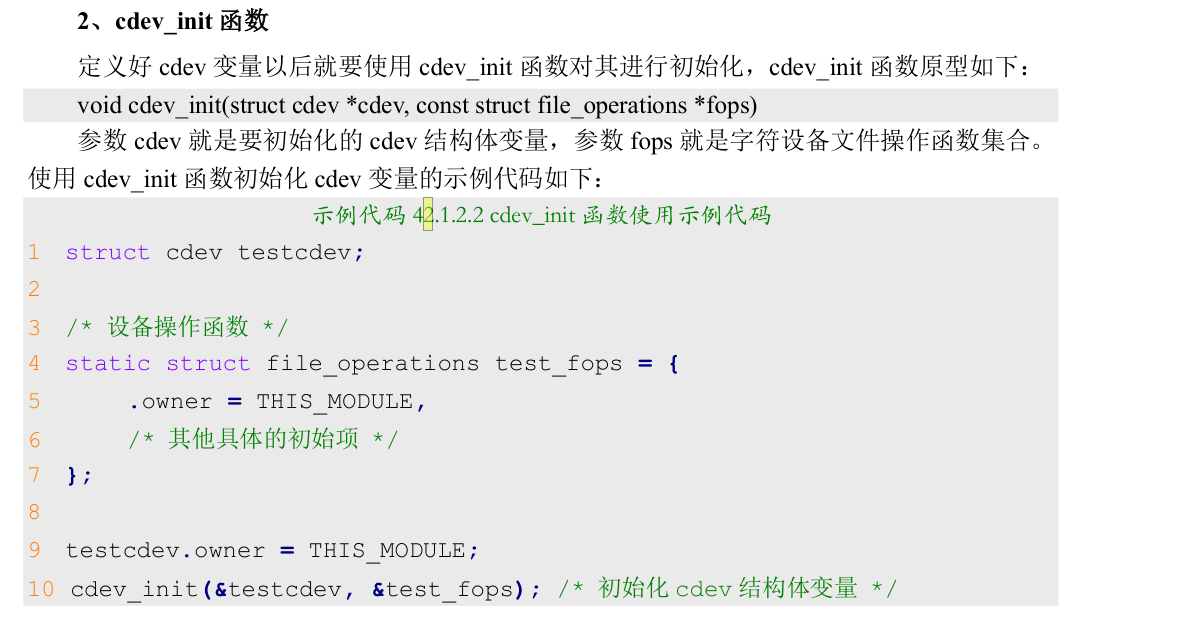 2、cdev_init 函数
定义好 cdev 变量以后就要使用 cdev_init 函数对其进行初始化，cdev_init 函数原型如下：
void cdev_init(struct cdev *cdev, const struct file_operations *fops)
参数 cdev 就是要初始化的 cdev 结构体变量，参数 fops 就是字符设备文件操作函数集合。
使用 cdev_init 函数初始化 cdev 变量的示例代码如下：
示例代码 42.1.2.2 cdev_init 函数使用示例代码
1 struct cdev testcdev;
2
3 /* 设备操作函数 */
4 static struct file_operations test_fops = {
5     .owner = THIS_MODULE,
6     /* 其他具体的初始项 */
7 };
8
9 testcdev.owner = THIS_MODULE;
10 cdev_init(&testcdev, &test_fops); /* 初始化 cdev 结构体变量 */